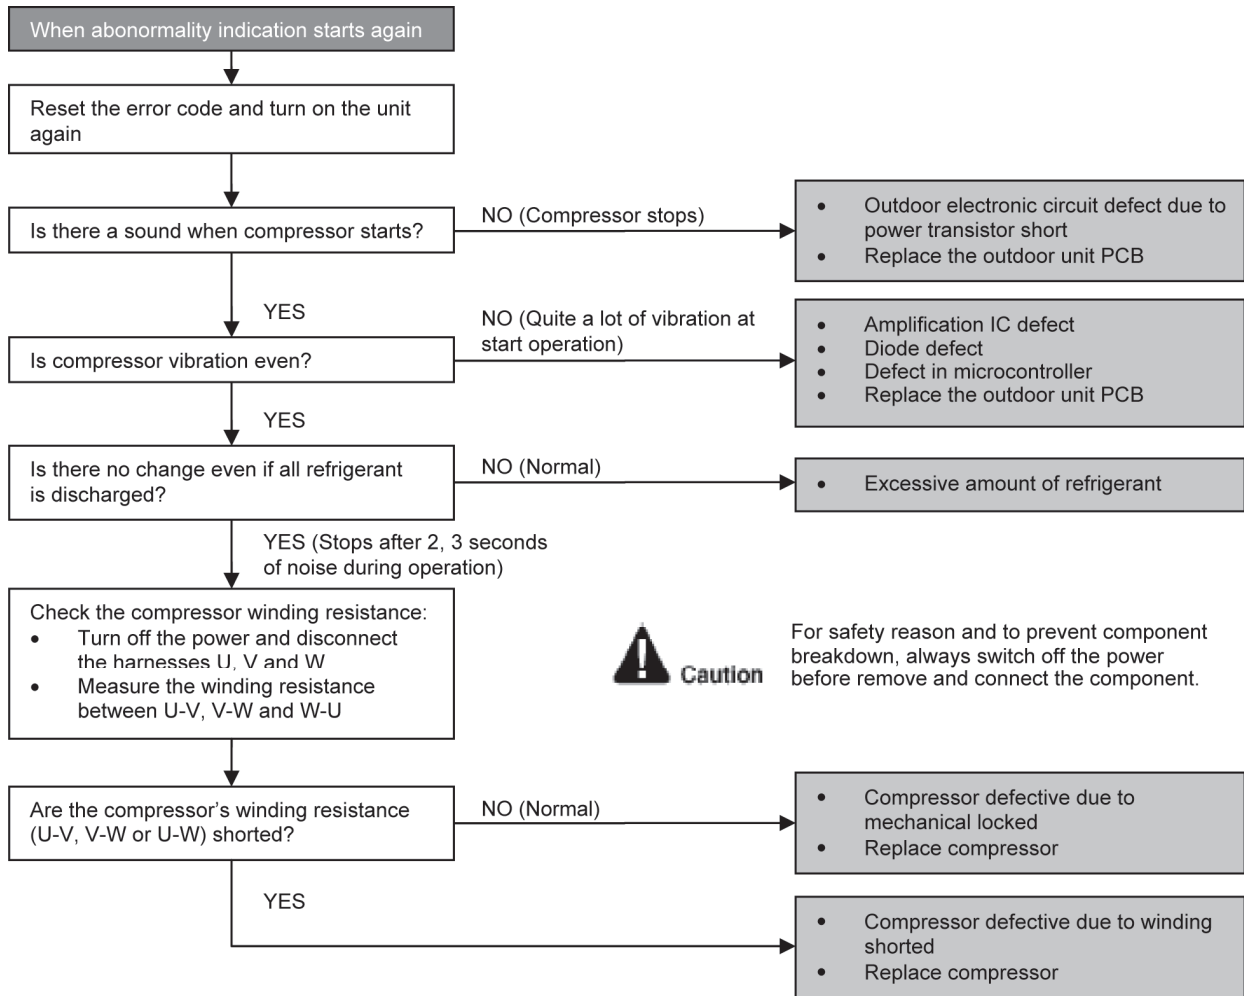 When abonormality indication starts again
Reset the error code and turn on the unit
again
Is there a sound when compressor starts?
NO (Compressor stops)
• Outdoor electronic circuit defect due to
power transistor short
• Replace the outdoor unit PCB
YES
Is compressor vibration even?
NO (Quite a lot of vibration at
start operation)
• Amplification IC defect
• Diode defect
• Defect in microcontroller
• Replace the outdoor unit PCB
YES
Is there no change even if all refrigerant
is discharged?
NO (Normal)
• Excessive amount of refrigerant
YES (Stops after 2, 3 seconds
of noise during operation)
Check the compressor winding resistance:
• Turn off the power and disconnect
the harnesses U, V and W
• Measure the winding resistance
between U-V, V-W and W-U
Caution
For safety reason and to prevent component
breakdown, always switch off the power
before remove and connect the component.
Are the compressor’s winding resistance
(U-V, V-W or U-W) shorted?
NO (Normal)
• Compressor defective due to
mechanical locked
• Replace compressor
YES
• Compressor defective due to winding
shorted
• Replace compressor